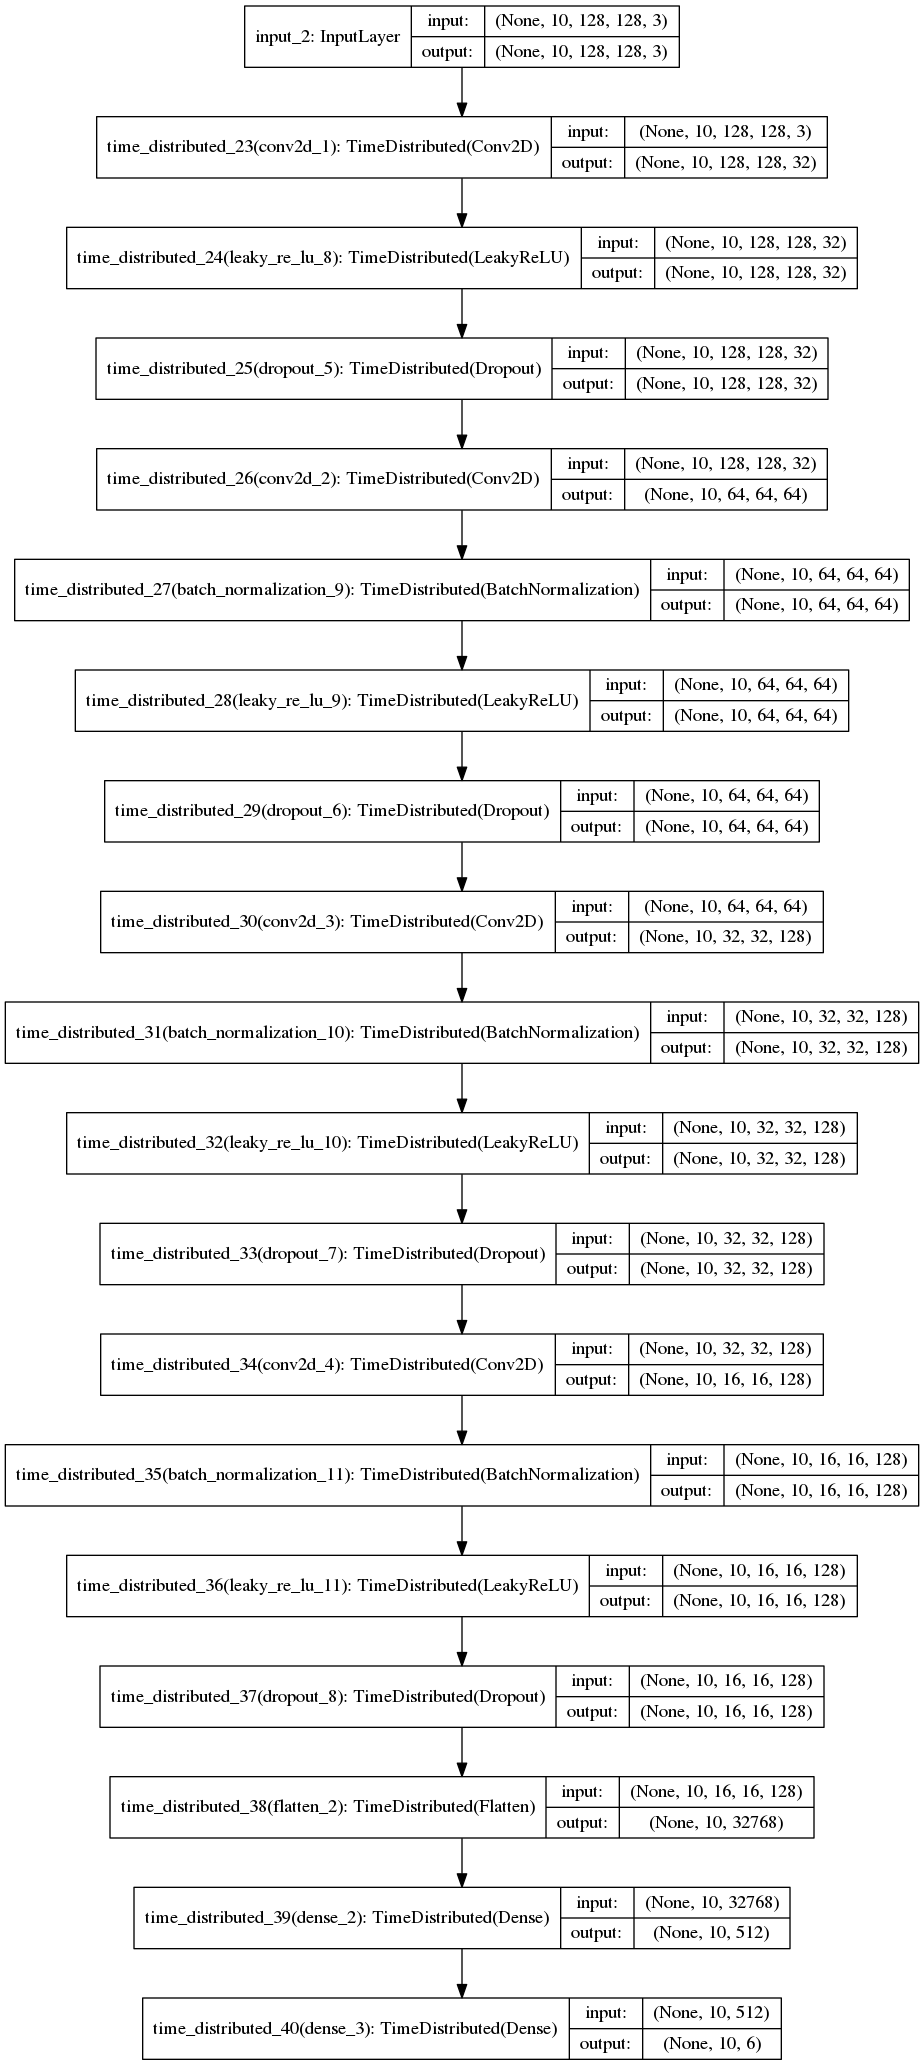 input_2: InputLayer
input:
(None, 10, 128, 128, 3)
output:
(None, 10, 128, 128, 3)
time_distributed_23(conv2d_1): TimeDistributed(Conv2D)
input:
(None, 10, 128, 128, 3)
output:
(None, 10, 128, 128, 32)
time_distributed_24(leaky_re_lu_8): TimeDistributed(LeakyReLU)
input:
(None, 10, 128, 128, 32)
output:
(None, 10, 128, 128, 32)
time_distributed_25(dropout_5): TimeDistributed(Dropout)
input:
(None, 10, 128, 128, 32)
output:
(None, 10, 128, 128, 32)
time_distributed_26(conv2d_2): TimeDistributed(Conv2D)
input:
(None, 10, 128, 128, 32)
output:
(None, 10, 64, 64, 64)
time_distributed_27(batch_normalization_9): TimeDistributed(BatchNormalization)
input:
(None, 10, 64, 64, 64)
output:
(None, 10, 64, 64, 64)
time_distributed_28(leaky_re_lu_9): TimeDistributed(LeakyReLU)
input:
(None, 10, 64, 64, 64)
output:
(None, 10, 64, 64, 64)
time_distributed_29(dropout_6): TimeDistributed(Dropout)
input:
(None, 10, 64, 64, 64)
output:
(None, 10, 64, 64, 64)
time_distributed_30(conv2d_3): TimeDistributed(Conv2D)
input:
(None, 10, 64, 64, 64)
output:
(None, 10, 32, 32, 128)
time_distributed_31(batch_normalization_10): TimeDistributed(BatchNormalization)
input:
(None, 10, 32, 32, 128)
output:
(None, 10, 32, 32, 128)
time_distributed_32(leaky_re_lu_10): TimeDistributed(LeakyReLU)
input:
(None, 10, 32, 32, 128)
output:
(None, 10, 32, 32, 128)
time_distributed_33(dropout_7): TimeDistributed(Dropout)
input:
(None, 10, 32, 32, 128)
output:
(None, 10, 32, 32, 128)
time_distributed_34(conv2d_4): TimeDistributed(Conv2D)
input:
(None, 10, 32, 32, 128)
output:
(None, 10, 16, 16, 128)
time_distributed_35(batch_normalization_11): TimeDistributed(BatchNormalization)
input:
(None, 10, 16, 16, 128)
output:
(None, 10, 16, 16, 128)
time_distributed_36(leaky_re_lu_11): TimeDistributed(LeakyReLU)
input:
(None, 10, 16, 16, 128)
output:
(None, 10, 16, 16, 128)
time_distributed_37(dropout_8): TimeDistributed(Dropout)
input:
(None, 10, 16, 16, 128)
output:
(None, 10, 16, 16, 128)
time_distributed_38(flatten_2): TimeDistributed(Flatten)
input:
(None, 10, 16, 16, 128)
output:
(None, 10, 32768)
time_distributed_39(dense_2): TimeDistributed(Dense)
input:
(None, 10, 32768)
output:
(None, 10, 512)
time_distributed_40(dense_3): TimeDistributed(Dense)
input:
(None, 10, 512)
output:
(None, 10, 6)